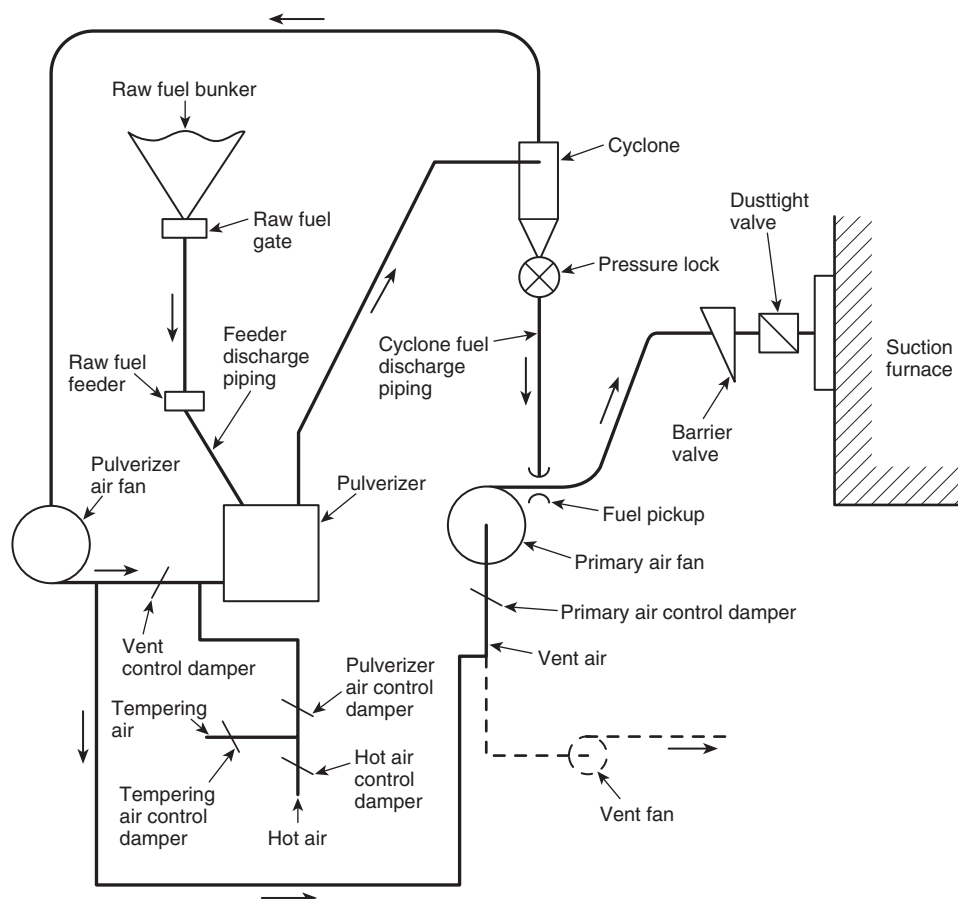 Raw fuel bunker
Cyclone
Dusttight
valve
Raw fuel
gate
Pressure lock
Feeder
discharge
piping
Cyclone fuel
discharge
piping
Suction
furnace
Raw fuel
feeder
Barrier
valve
Pulverizer
air fan
Pulverizer
Fuel pickup
Primary air fan
Primary air control damper
Vent
control damper
Vent air
Pulverizer
air control
damper
Tempering
air
Hot air
control
damper
Tempering
air control
damper
Hot air
Vent fan